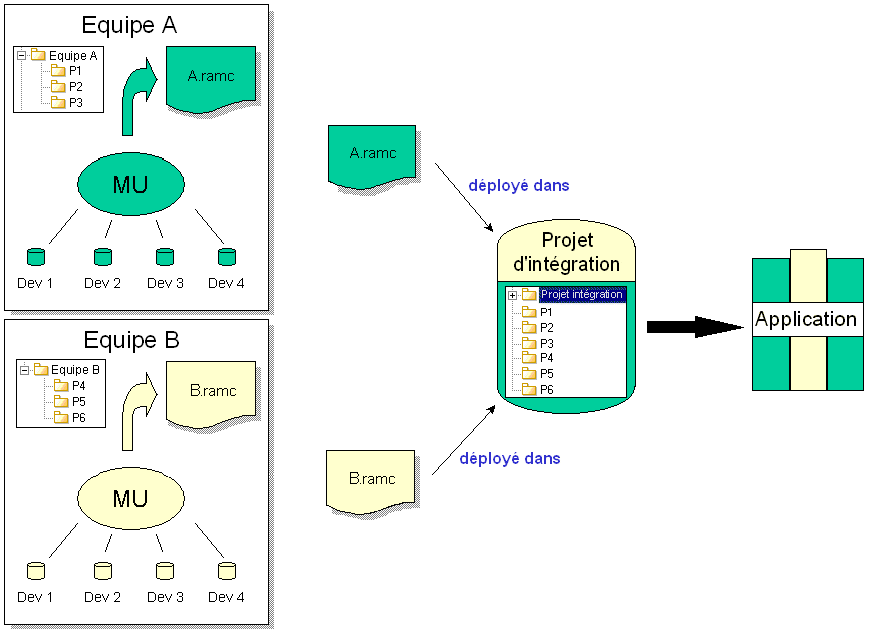 Equipe A
Equipe A
P1
P2
P3
A.ramc
MU
Dev 1
Dev 2
Dev 3
Dev 4
Equipe B
Equipe B
P4
P5
P6
B.ramc
MU
Dev 1
Dev 2
Dev 3
Dev 4
A.ramc
déployé dans
B.ramc
déployé dans
Projet
d'intégration
Projet intégration
P1
P2
P3
P4
P5
P6
Application